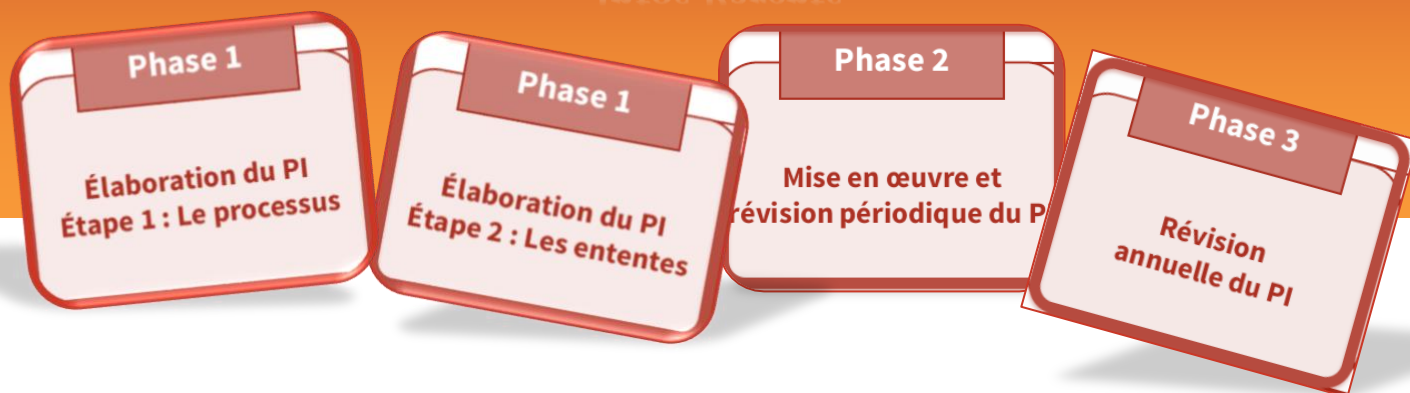 Phase 1
Élaboration du PI
Étape 1 : Le processus
Phase 1
Élaboration du PI
Étape 2 : Les ententes
Phase 2
Mise en œuvre et
révision périodique du P
Phase 3
Révision
annuelle du PI